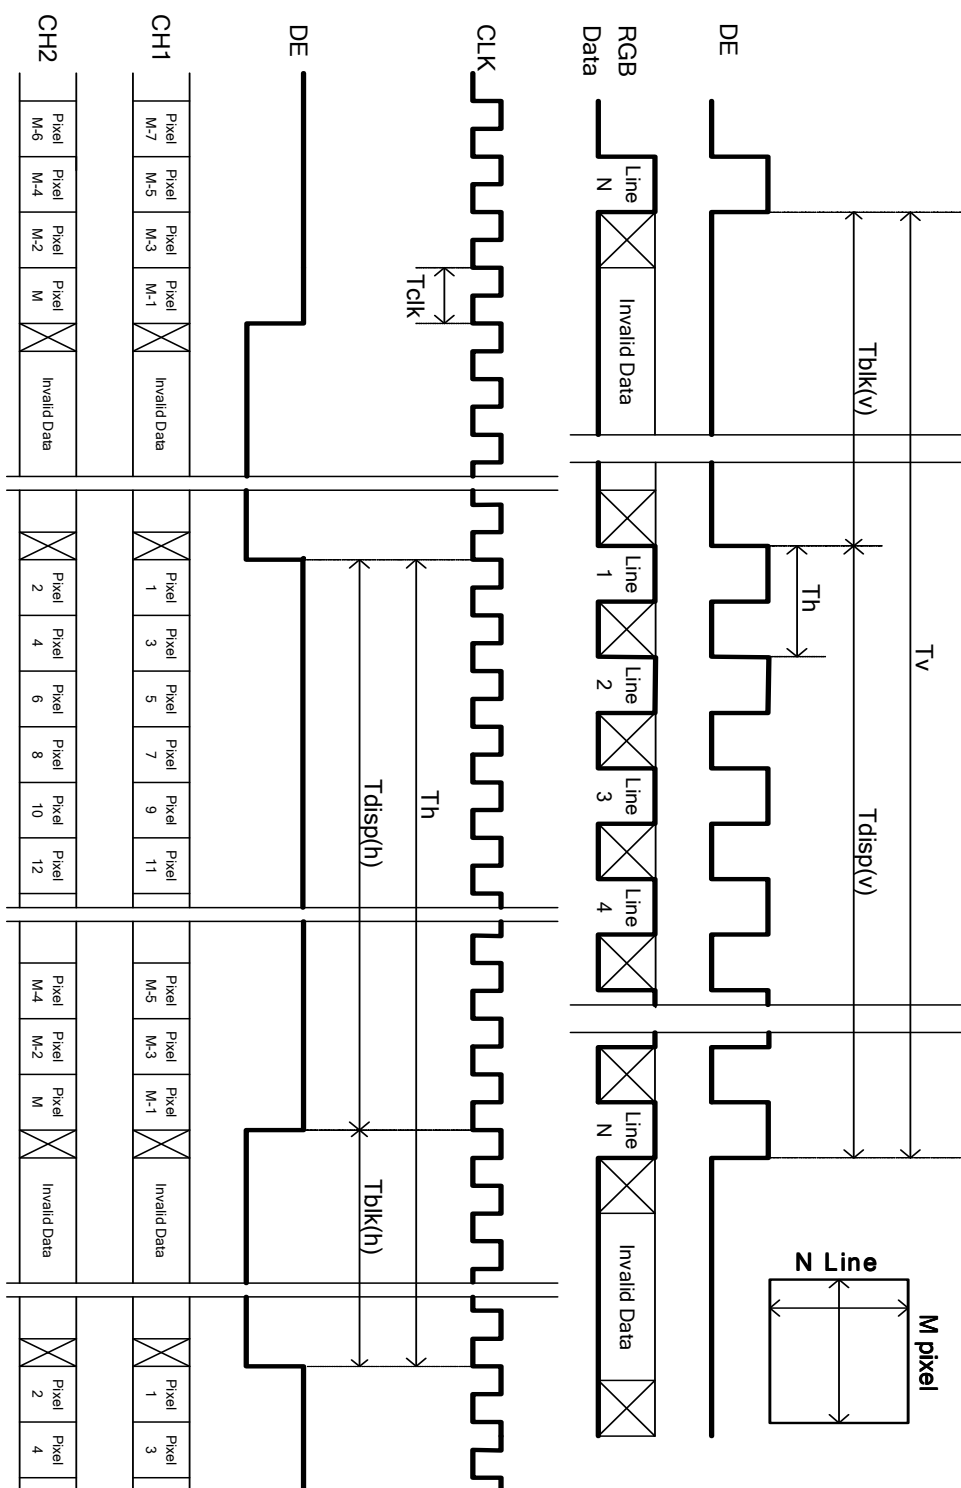 DE
Tv
Tblk(v)
Tdisp(v)
Th
RGB
Data
Line
N
Invalid Data
Line
1
Line
2
Line
3
Line
4
Line
N
Invalid Data
M pixel
N Line
CLK
Tclk
Th
DE
Tdisp(h)
Tblk(h)
CH1
Pixel
M-7
Pixel
M-5
Pixel
M-3
Pixel
M-1
Invalid Data
Pixel
1
Pixel
3
Pixel
5
Pixel
7
Pixel
9
Pixel
11
Pixel
M-5
Pixel
M-3
Pixel
M-1
Invalid Data
Pixel
1
Pixel
3
CH2
Pixel
M-6
Pixel
M-4
Pixel
M-2
Pixel
M
Invalid Data
Pixel
2
Pixel
4
Pixel
6
Pixel
8
Pixel
10
Pixel
12
Pixel
M-4
Pixel
M-2
Pixel
M
Invalid Data
Pixel
2
Pixel
4